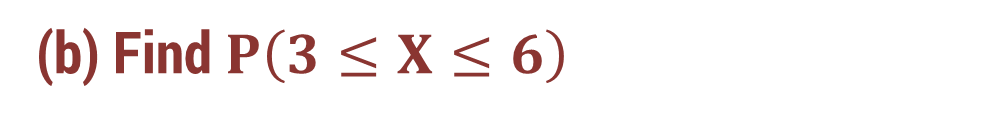 (b) Find P(3 ≤ X ≤ 6)